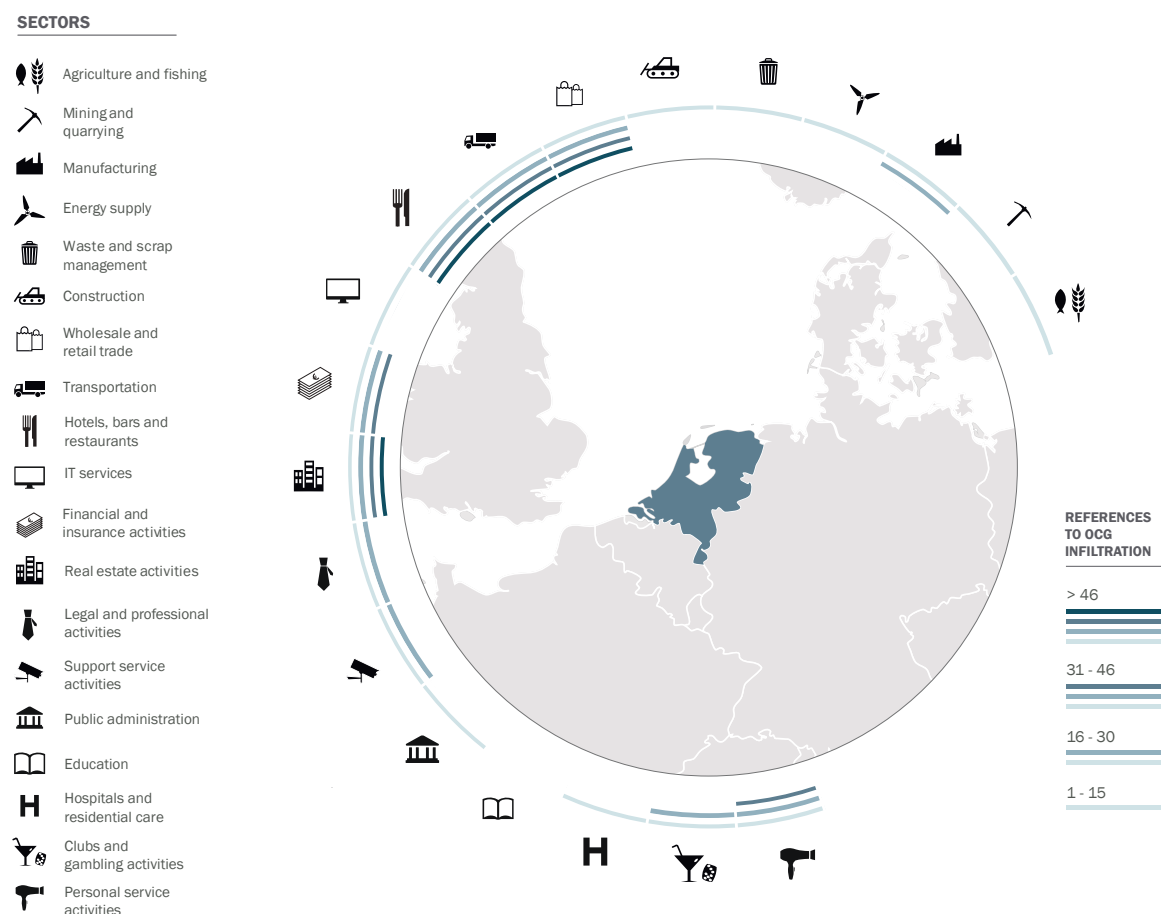 SECTORS
Agriculture and fishing
Mining and
quarrying
Manufacturing
Energy supply
Waste and scrap
management
Construction
Wholesale and
retail trade
Transportation
Hotels, bars and
restaurants
IT services
Financial and
insurance activities
Real estate activities
Legal and professional
activities
Support service
activities
Public administration
Education
H
Hospitals and
residential care
Clubs and
gambling activities
Personal service
activities
H
REFERENCES
TO OCG
INFILTRATION
> 46
31 - 46
16 - 30
1 - 15